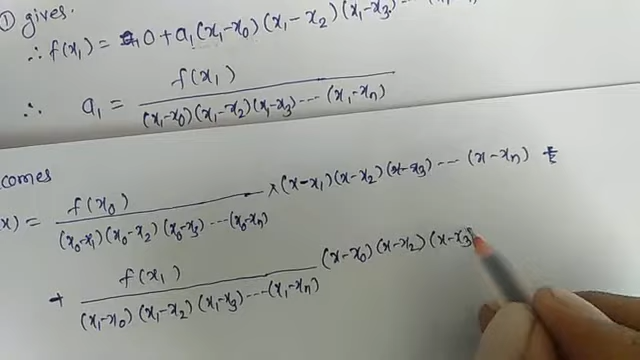 ① gives.
∴ f(x₁) = 0 + a₁(x₁-x₀)(x₁-x₂)(x₁-x₃)---
∴ a₁ = f(x₁) / (x₁-x₀)(x₁-x₂)(x₁-x₃)----(x₁-xₙ)
comes
x) = f(x₀) / (x₀-x₁)(x₀-x₂)(x₀-x₃)---(x₀-xₙ) × (x-x₁)(x-x₂)(x-x₃)----(x-xₙ)
+ f(x₁) / (x₁-x₀)(x₁-x₂)(x₁-x₃)----(x₁-xₙ) (x-x₀)(x-x₂)(x-x₃)